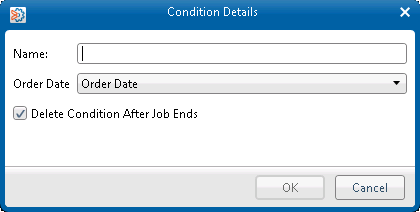 Condition Details
Name:
Order Date Order Date
Delete Condition After Job Ends
OK Cancel